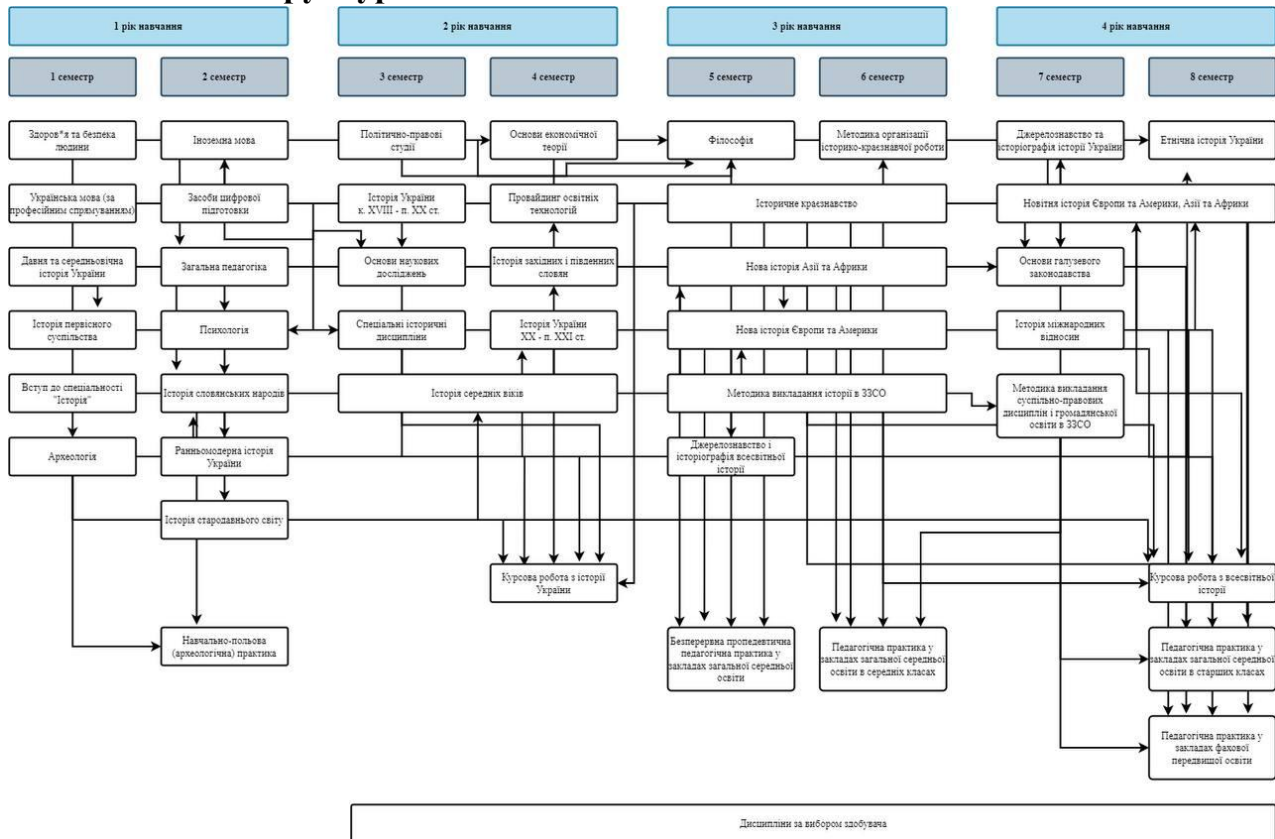 1 рік навчання
2 рік навчання
3 рік навчання
4 рік навчання
1 семестр
2 семестр
3 семестр
4 семестр
5 семестр
6 семестр
7 семестр
8 семестр
Здоров*я та безпека
людини
Іноземна мова
Політично-правові
студії
Основи економічної
теорії
Філософія
Методика організації
історико-краєзнавчої роботи
Джерелознавство та
історіографія історії України
Етнічна історія України
Українська мова (за
професійним спрямуванням)
Засоби цифрової
підготовки
Історія України
к. XVIII - п. XX ст.
Провайдинг освітніх
технологій
Історичне краєзнавство
Новітня історія Європи та Америки, Азії та Африки
Давня та середньовічна
історія України
Загальна педагогіка
Основи наукових
досліджень
Історія західних і південних
словян
Нова історія Азії та Африки
Основи галузевого
законодавства
Історія первісного
суспільства
Психологія
Спеціальні історичні
дисципліни
Історія України
XX - п. XXI ст.
Нова історія Європи та Америки
Історія міжнародних
відносин
Вступ до спеціальності
"Історія"
Історія словянських народів
Історія середніх віків
Методика викладання історії в ЗЗСО
Методика викладання
суспільно-правових
дисциплін і громадянської
освіти в ЗЗСО
Археологія
Ранньомодерна історія
України
Джерелознавство і
історіографія всесвітньої
історії
Історія стародавнього світу
Курсова робота з історії
України
Курсова робота з всесвітньої
історії
Навчально-польова
(археологічна) практика
Безперервна пропедевтична
педагогічна практика у
закладах загальної середньої
освіти
Педагогічна практика у
закладах загальної середньої
освіти в середніх класах
Педагогічна практика у
закладах загальної середньої
освіти в старших класах
Педагогічна практика у
закладах фахової
передвищої освіти
Дисципліни за вибором здобувача